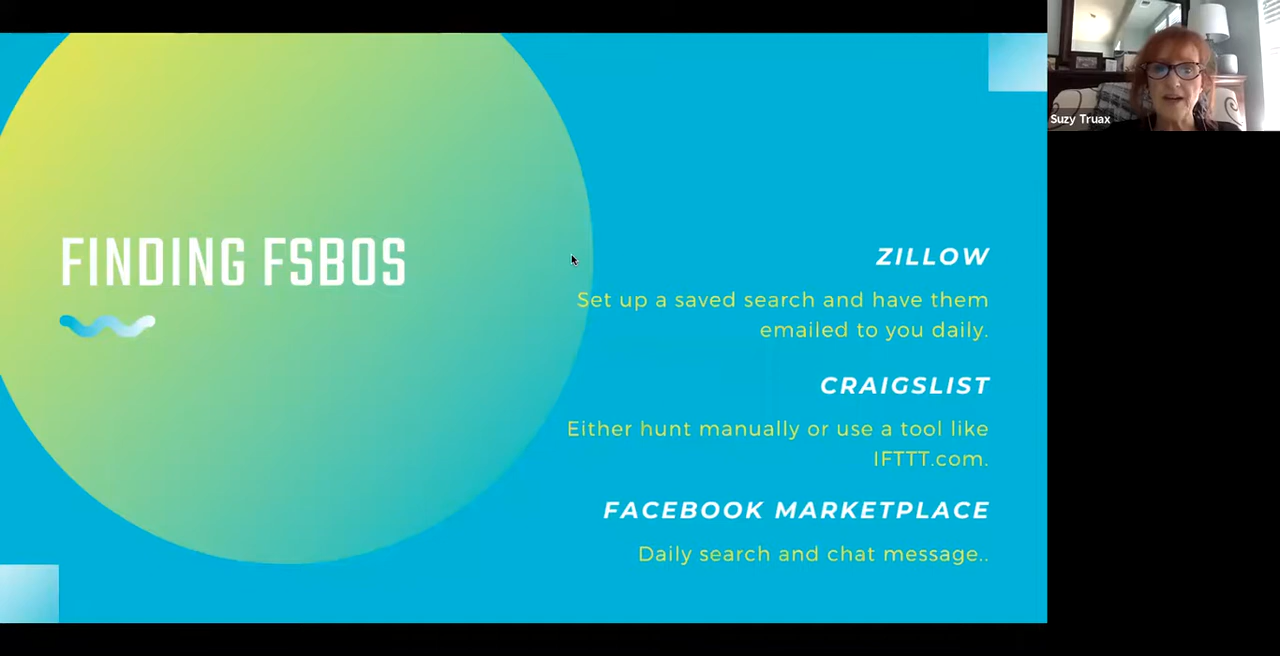 FINDING FSBOS
ZILLOW
Set up a saved search and have them
emailed to you daily.
CRAIGSLIST
Either hunt manually or use a tool like
IFTTT.com.
FACEBOOK MARKETPLACE
Daily search and chat message..
Suzy Truax